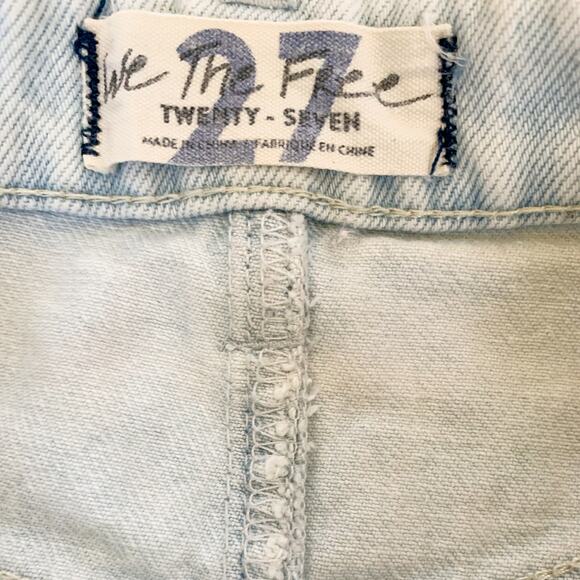 We The Free
27
TWENTY - SEVEN
MADE IN CHINA / FABRIQUE EN CHINE